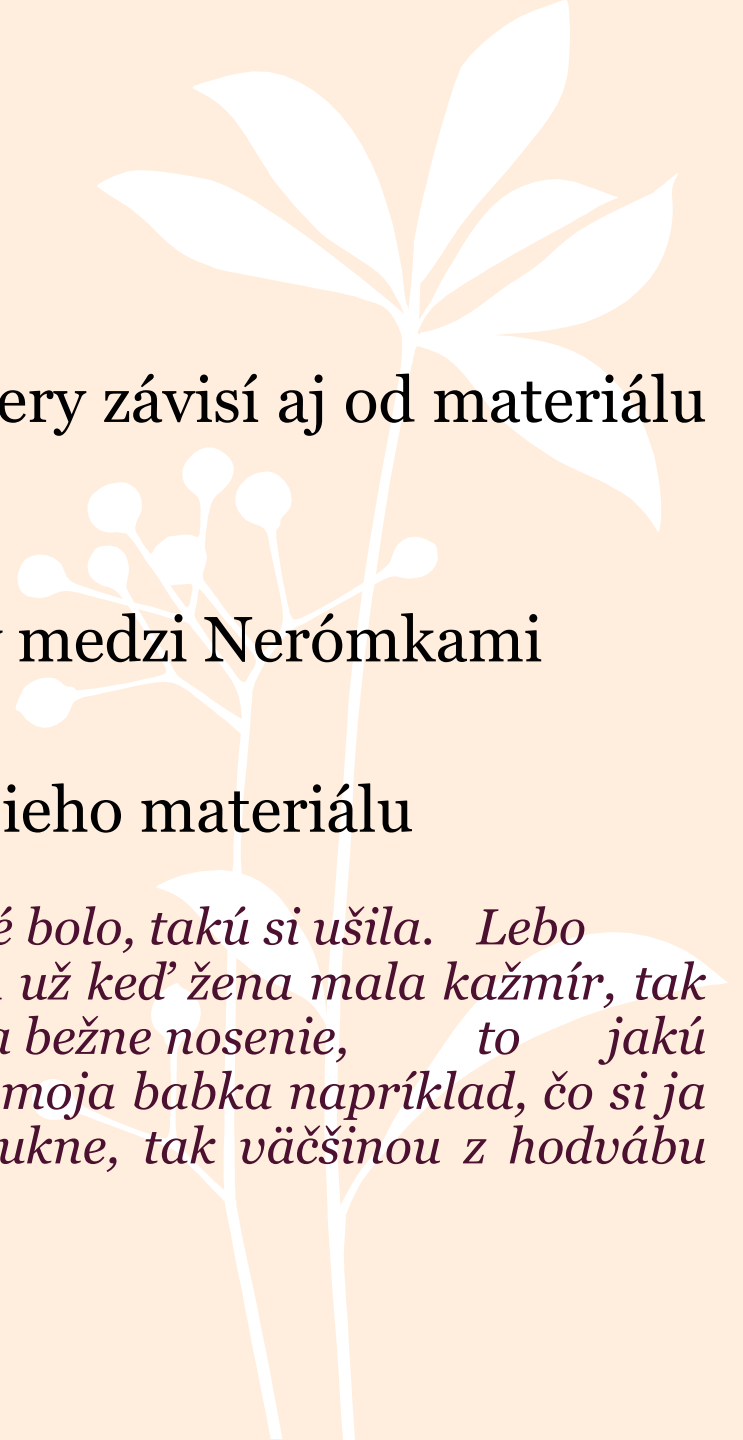 ery závisí aj od materiálu
medzi Nerómkami
jeho materiálu
é bolo, takú si ušila. Lebo
už keď žena mala kažmír, tak
a bežne nosenie, to jakú
moja babka napríklad, čo si ja
ukne, tak väčšinou z hodvábu